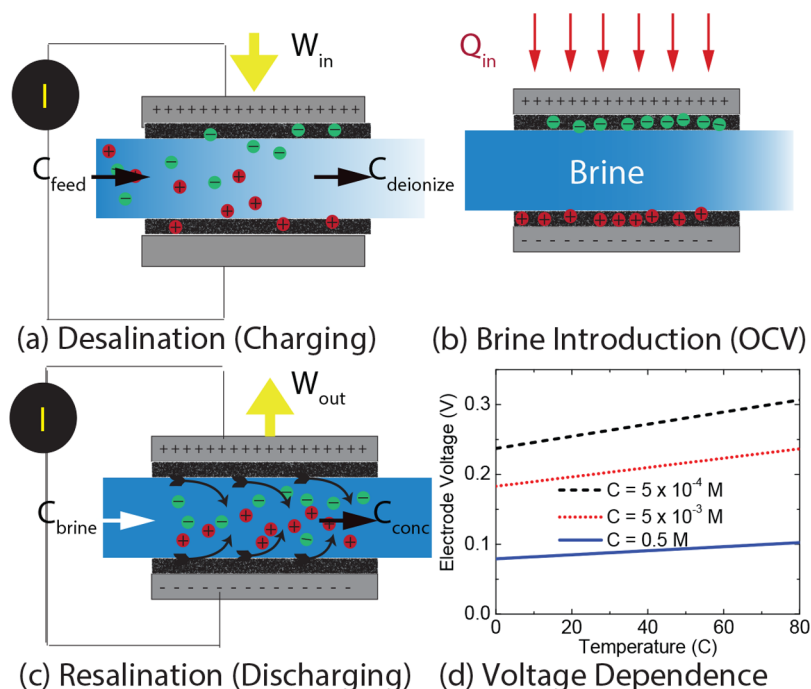 I
W in
+ + + + + + + + + + + + + + + + +
C feed
C deionize
(a) Desalination (Charging)
Q in
+ + + + + + + + + + + + + + + + +
Brine
- - - - - - - - - - -
(b) Brine Introduction (OCV)
I
W out
+ + + + + + + + + + + + + + + + +
C brine
C conc
- - - - - - - - - - - - -
(c) Resalination (Discharging)
Electrode Voltage (V)
0.3
0.2
0.1
0.0
C = 5 x 10⁻⁴ M
C = 5 x 10⁻³ M
C = 0.5 M
0 20 40 60 80
Temperature (C)
(d) Voltage Dependence